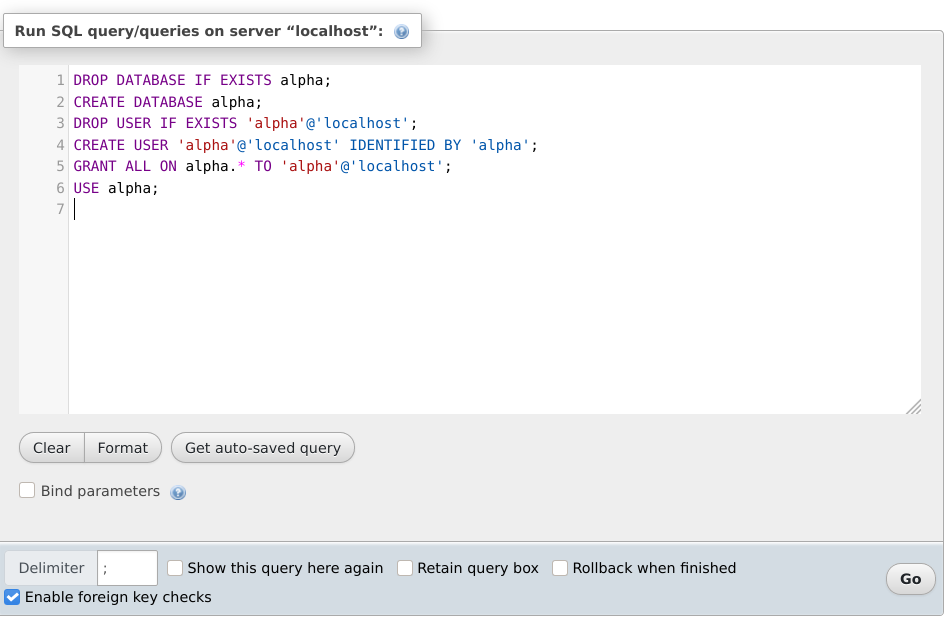 Run SQL query/queries on server “localhost”:
1 DROP DATABASE IF EXISTS alpha;
2 CREATE DATABASE alpha;
3 DROP USER IF EXISTS 'alpha'@'localhost';
4 CREATE USER 'alpha'@'localhost' IDENTIFIED BY 'alpha';
5 GRANT ALL ON alpha.* TO 'alpha'@'localhost';
6 USE alpha;
7
Clear Format Get auto-saved query
Bind parameters
Delimiter ; Show this query here again Retain query box Rollback when finished
Enable foreign key checks
Go